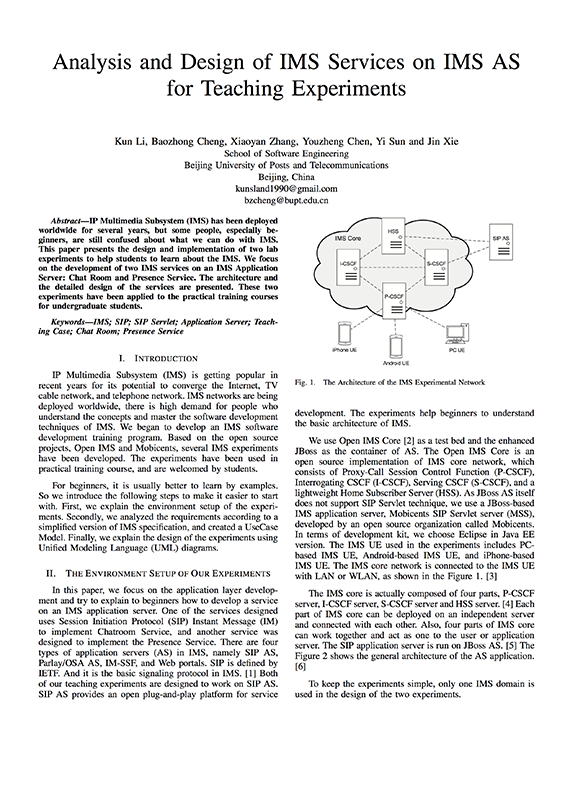 Analysis and Design of IMS Services on IMS AS
for Teaching Experiments
Kun Li, Baozhong Cheng, Xiaoyan Zhang, Youzheng Chen, Yi Sun and Jin Xie
School of Software Engineering
Beijing University of Posts and Telecommunications
Beijing, China
kunsland1990@gmail.com
bzcheng@bupt.edu.cn
Abstract—IP Multimedia Subsystem (IMS) has been deployed
worldwide for several years, but some people, especially be-
ginners, are still confused about what we can do with IMS.
This paper presents the design and implementation of two lab
experiments to help students to learn about the IMS. We focus
on the development of two IMS services on an IMS Application
Server: Chat Room and Presence Service. The architecture and
the detailed design of the services are presented. These two
experiments have been applied to the practical training courses
for undergraduate students.
Keywords—IMS; SIP; SIP Servlet; Application Server; Teach-
ing Case; Chat Room; Presence Service
I. INTRODUCTION
IP Multimedia Subsystem (IMS) is getting popular in
recent years for its potential to converge the Internet, TV
cable network, and telephone network. IMS networks are being
deployed worldwide, there is high demand for people who
understand the concepts and master the software development
techniques of IMS. We began to develop an IMS software
development training program. Based on the open source
projects, Open IMS and Mobicents, several IMS experiments
have been developed. The experiments have been used in
practical training course, and are welcomed by students.
For beginners, it is usually better to learn by examples.
So we introduce the following steps to make it easier to start
with. First, we explain the environment setup of the experi-
ments. Secondly, we analyzed the requirements according to a
simplified version of IMS specification, and created a UseCase
Model. Finally, we explain the design of the experiments using
Unified Modeling Language (UML) diagrams.
II. THE ENVIRONMENT SETUP OF OUR EXPERIMENTS
In this paper, we focus on the application layer develop-
ment and try to explain to beginners how to develop a service
on an IMS application server. One of the services designed
uses Session Initiation Protocol (SIP) Instant Message (IM)
to implement Chatroom Service, and another service was
designed to implement the Presence Service. There are four
types of application servers (AS) in IMS, namely SIP AS,
Parlay/OSA AS, IM-SSF, and Web portals. SIP is defined by
IETF. And it is the basic signaling protocol in IMS. [1] Both
of our teaching experiments are designed to work on SIP AS.
SIP AS provides an open plug-and-play platform for service
IMS Core
HSS
SIP AS
I-CSCF
S-CSCF
P-CSCF
iPhone UE
Android UE
PC UE
Fig. 1. The Architecture of the IMS Experimental Network
development. The experiments help beginners to understand
the basic architecture of IMS.
We use Open IMS Core [2] as a test bed and the enhanced
JBoss as the container of AS. The Open IMS Core is an
open source implementation of IMS core network, which
consists of Proxy-Call Session Control Function (P-CSCF),
Interrogating CSCF (I-CSCF), Serving CSCF (S-CSCF), and a
lightweight Home Subscriber Server (HSS). As JBoss AS itself
does not support SIP Servlet technique, we use a JBoss-based
IMS application server, Mobicents SIP Servlet server (MSS),
developed by an open source organization called Mobicents.
In terms of development kit, we choose Eclipse in Java EE
version. The IMS UE used in the experiments includes PC-
based IMS UE, Android-based IMS UE, and iPhone-based
IMS UE. The IMS core network is connected to the IMS UE
with LAN or WLAN, as shown in the Figure 1. [3]
The IMS core is actually composed of four parts, P-CSCF
server, I-CSCF server, S-CSCF server and HSS server. [4] Each
part of IMS core can be deployed on an independent server
and connected with each other. Also, four parts of IMS core
can work together and act as one to the user or application
server. The SIP application server is run on JBoss AS. [5] The
Figure 2 shows the general architecture of the AS application.
[6]
To keep the experiments simple, only one IMS domain is
used in the design of the two experiments.